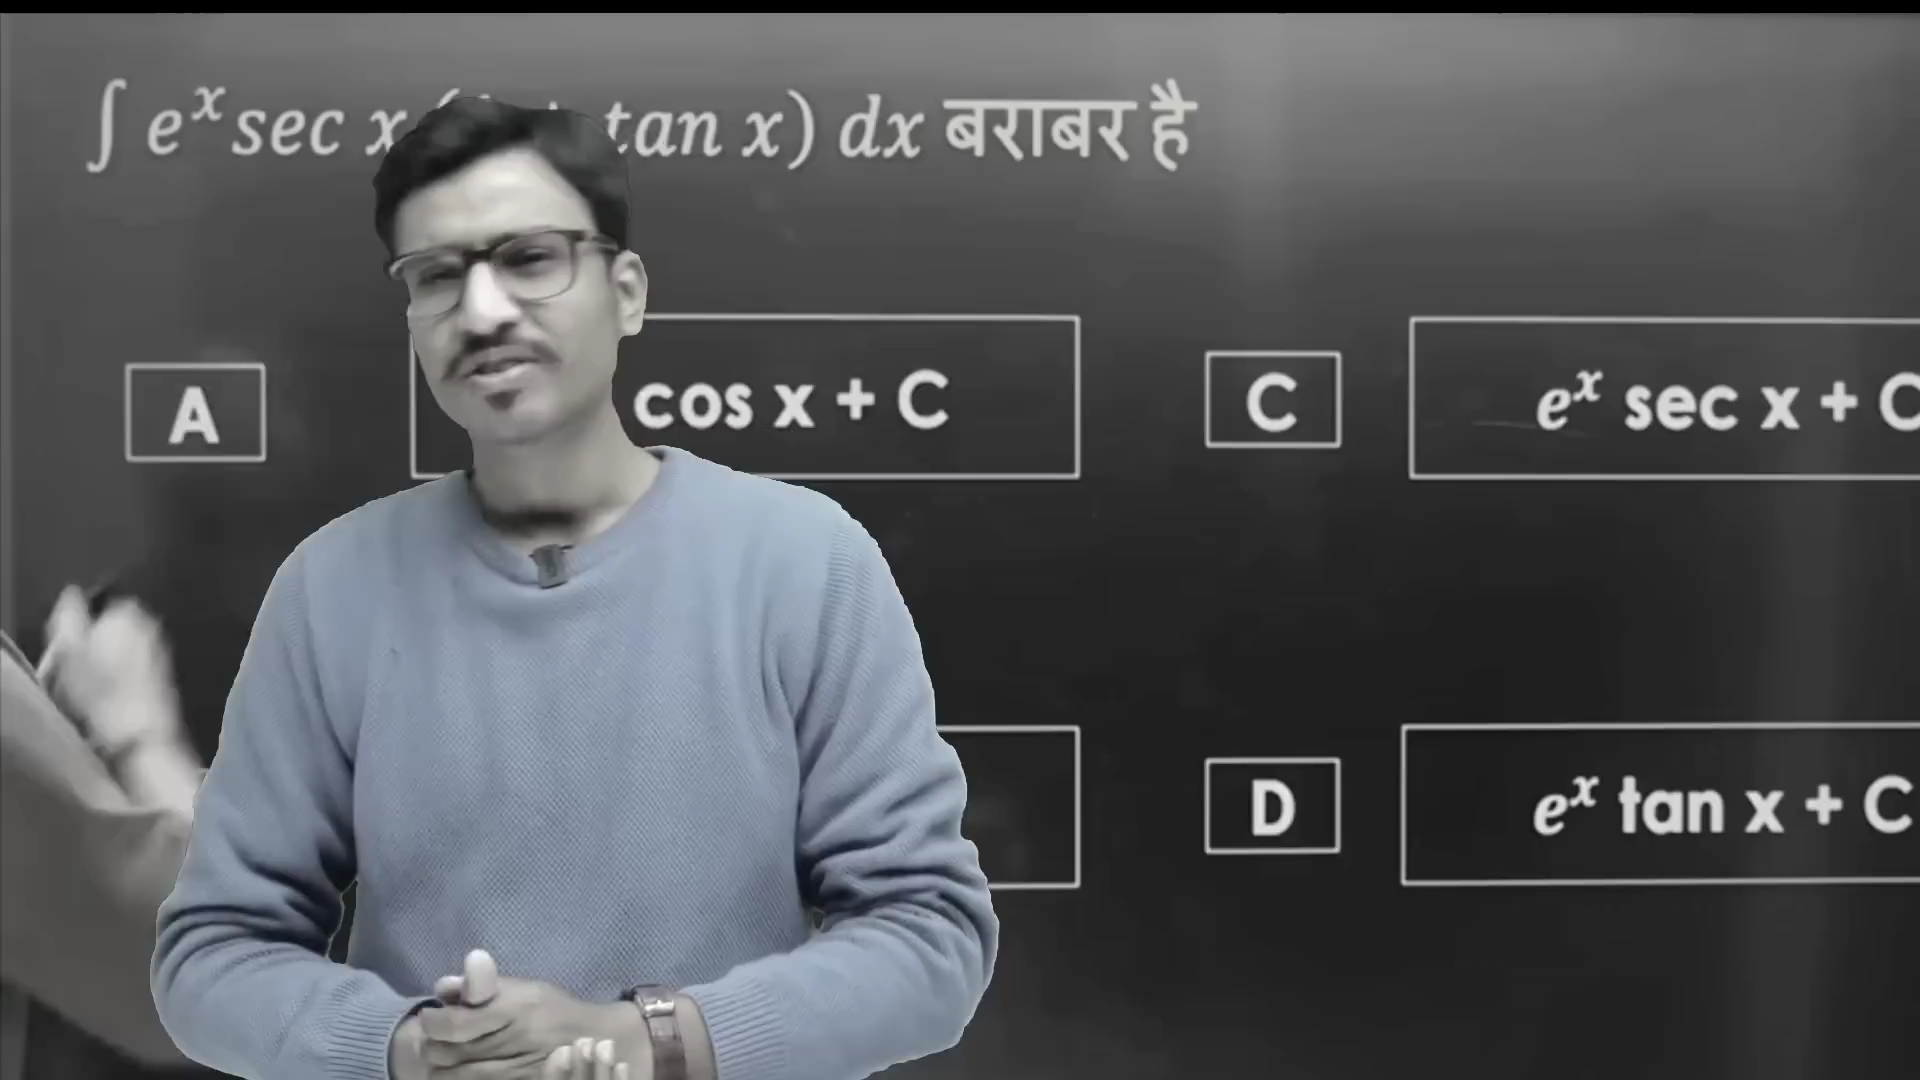 ∫ eˣ sec x tan x) dx बराबर है
A
cos x + C
C
eˣ sec x + C
D
eˣ tan x + C